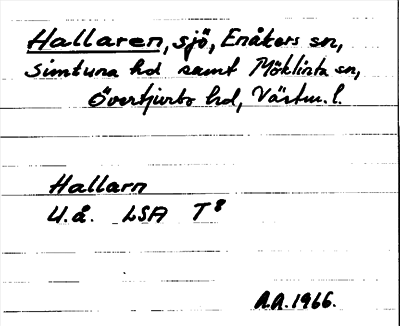 Hallaren, sjö, Enåkers sn,
Simtuna hd samt Möklinta sn,
Övertjurbo hd, Västm. l.
Hallarn
U.å. LSA T8
A.A. 1966.